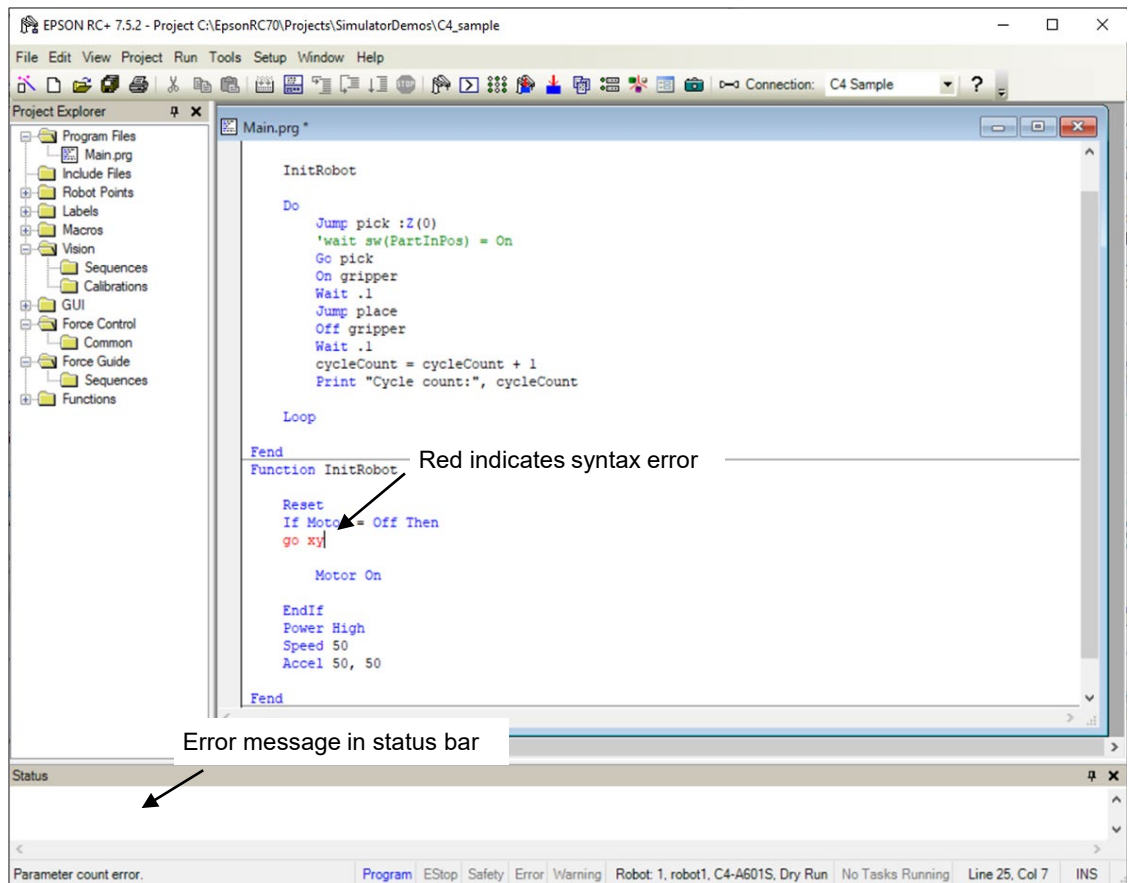 EPSON RC+ 7.5.2 - Project C:\EpsonRC70\Projects\SimulatorDemos\C4_sample
File Edit View Project Run Tools Setup Window Help
Connection: C4 Sample ?
Project Explorer
Program Files
Main.prg
Include Files
Robot Points
Labels
Macros
Vision
Sequences
Calibrations
GUI
Force Control
Common
Force Guide
Sequences
Functions
Main.prg *
InitRobot
Do
Jump pick :Z(0)
'wait sw(PartInPos) = On
Go pick
On gripper
Wait .1
Jump place
Off gripper
Wait .1
cycleCount = cycleCount + 1
Print "Cycle count:", cycleCount
Loop
Fend
Red indicates syntax error
Function InitRobot
Reset
If Motor = Off Then
go xy
Motor On
EndIf
Power High
Speed 50
Accel 50, 50
Fend
Error message in status bar
Status
Parameter count error. Program EStop Safety Error Warning Robot: 1, robot1, C4-A601S, Dry Run No Tasks Running Line 25, Col 7 INS